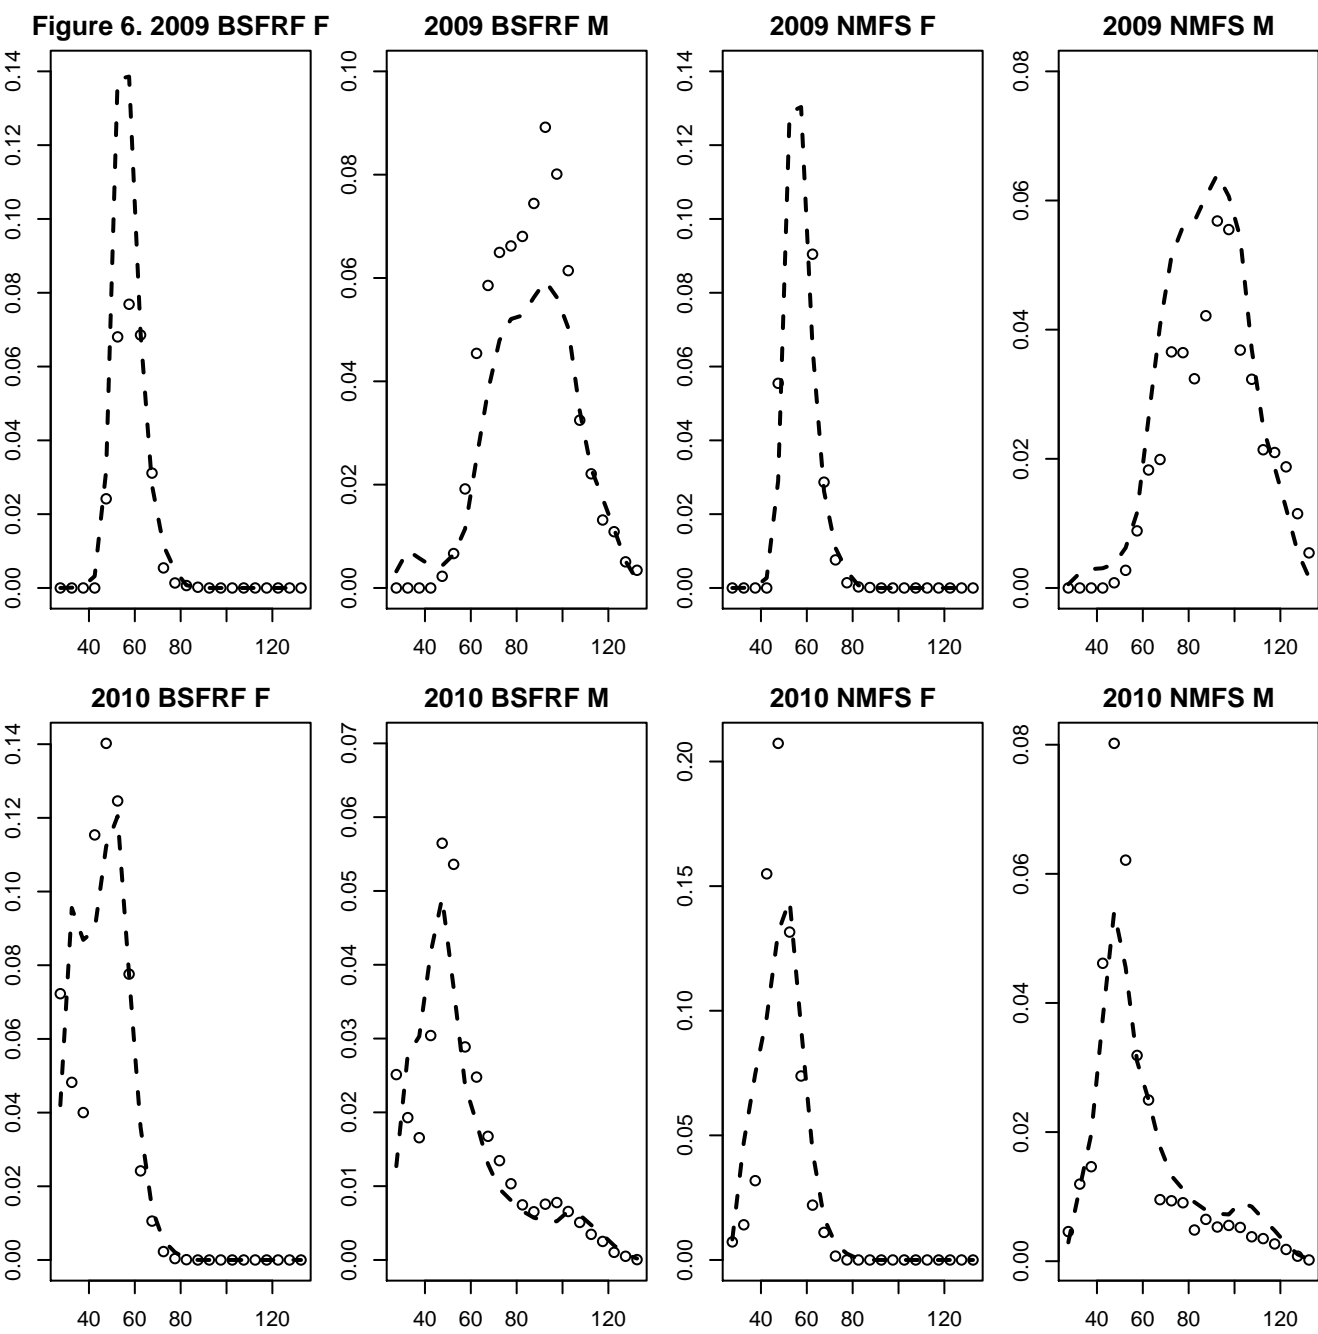 Figure 6. 2009 BSFRF F
0.00 0.02 0.04 0.06 0.08 0.10 0.12 0.14
40 60 80 120
2009 BSFRF M
0.00 0.02 0.04 0.06 0.08 0.10
40 60 80 120
2009 NMFS F
0.00 0.02 0.04 0.06 0.08 0.10 0.12 0.14
40 60 80 120
2009 NMFS M
0.00 0.02 0.04 0.06 0.08
40 60 80 120
2010 BSFRF F
0.00 0.02 0.04 0.06 0.08 0.10 0.12 0.14
40 60 80 120
2010 BSFRF M
0.00 0.01 0.02 0.03 0.04 0.05 0.06 0.07
40 60 80 120
2010 NMFS F
0.00 0.05 0.10 0.15 0.20
40 60 80 120
2010 NMFS M
0.00 0.02 0.04 0.06 0.08
40 60 80 120